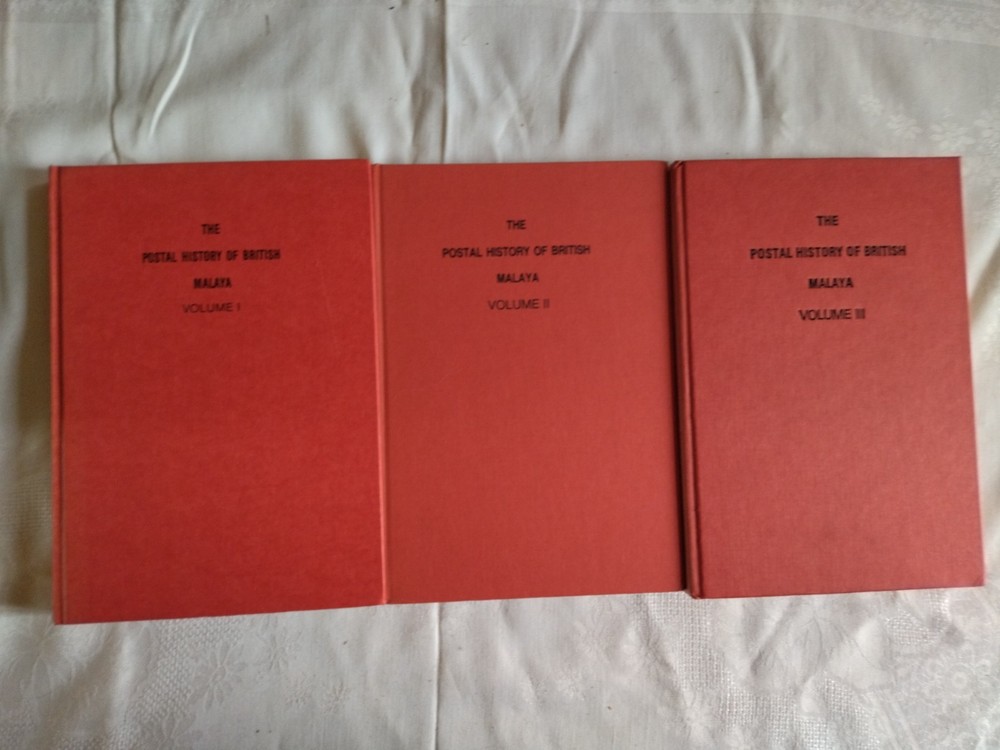 THE
POSTAL HISTORY OF BRITISH
MALAYA
VOLUME I
THE
POSTAL HISTORY OF BRITISH
MALAYA
VOLUME II
THE
POSTAL HISTORY OF BRITISH
MALAYA
VOLUME III